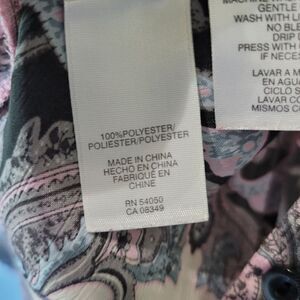 100%POLYESTER/
POLIESTER/POLYESTER
MADE IN CHINA
HECHO EN CHINA
FABRIQUÉ EN
CHINE
RN 54050
CA 08349
GENTLE
WASH WITH L
NO BLE
DRIP D
PRESS WITH
IF NECES
LAVAR A M
EN AGUA
CICLO S
LAVAR CO
MISMOS CO